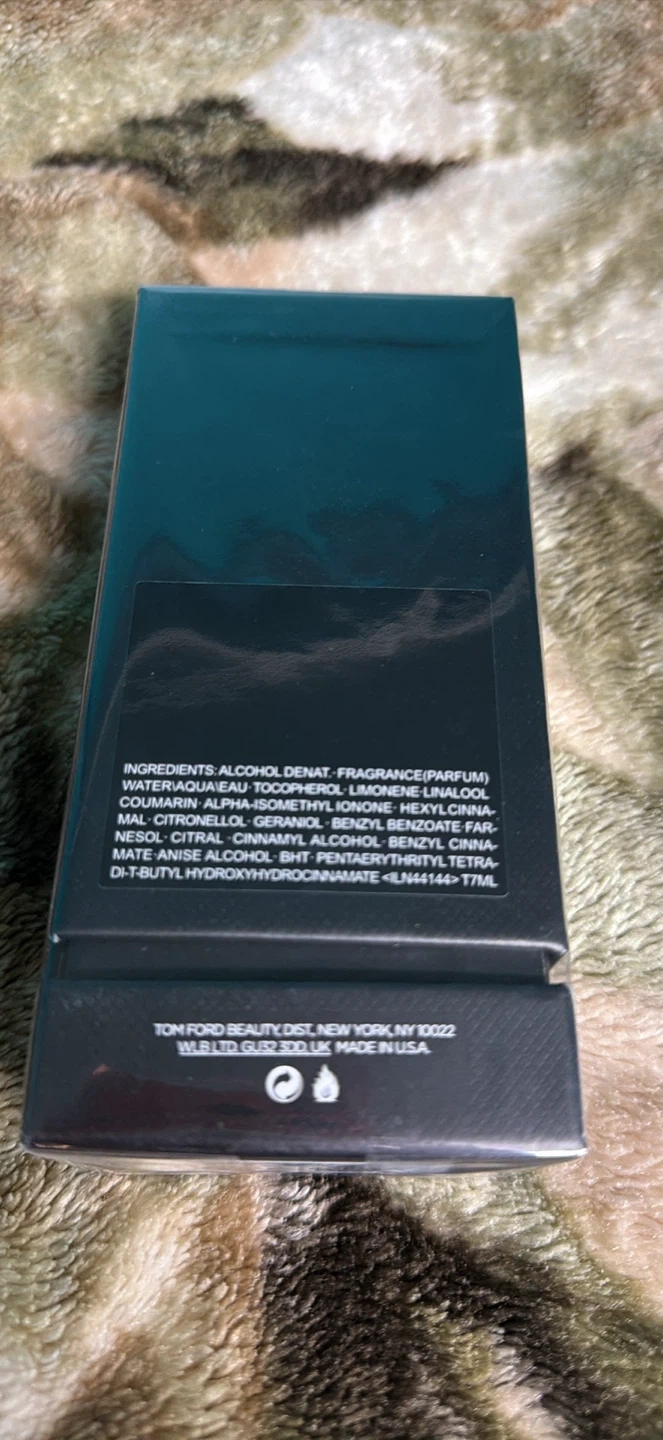 INGREDIENTS: ALCOHOL DENAT.· FRAGRANCE(PARFUM)
WATER\AQUA\EAU· TOCOPHEROL· LIMONENE· LINALOOL
COUMARIN· ALPHA-ISOMETHYL IONONE· HEXYL CINNA-
MAL· CITRONELLOL· GERANIOL· BENZYL BENZOATE· FAR-
NESOL· CITRAL· CINNAMYL ALCOHOL· BENZYL CINNA-
MATE· ANISE ALCOHOL· BHT· PENTAERYTHRITYL TETRA-
DI-T-BUTYL HYDROXYHYDROCINNAMATE <ILN44144> T7ML
TOM FORD BEAUTY, DIST., NEW YORK, NY 10022
WLB LTD. GU32 3DD, UK MADE IN U.S.A.